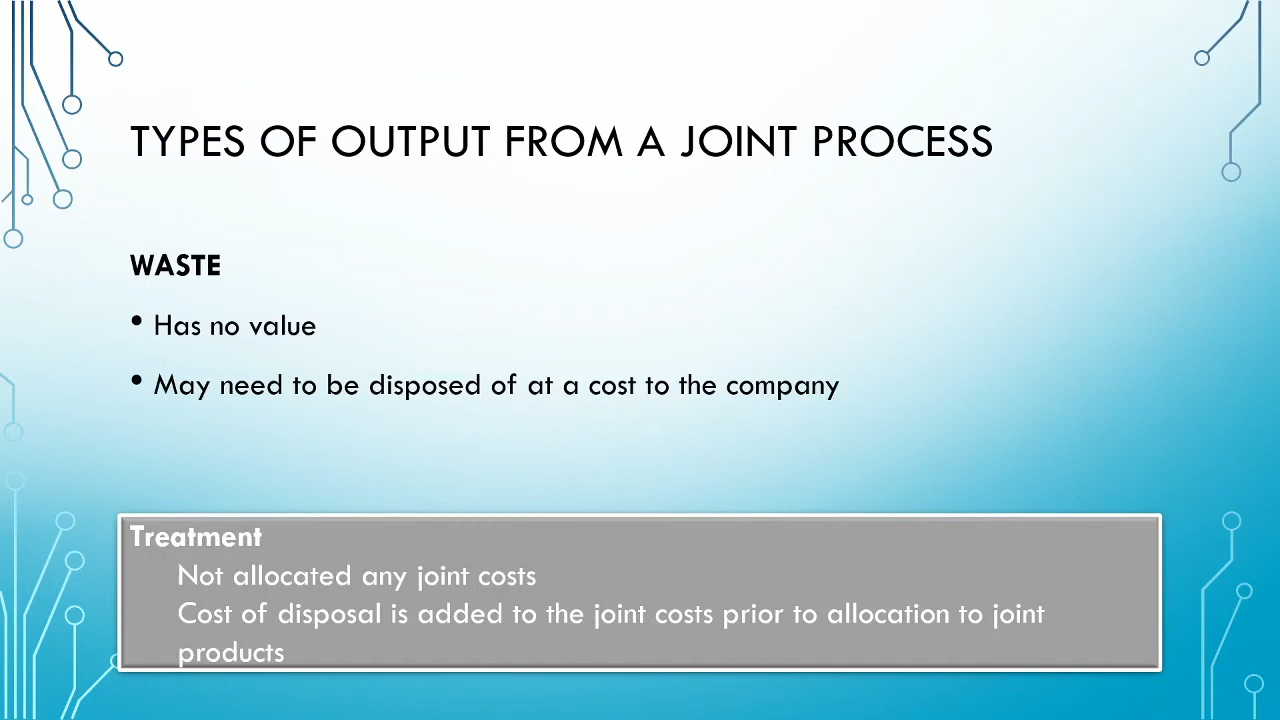 TYPES OF OUTPUT FROM A JOINT PROCESS
WASTE
• Has no value
• May need to be disposed of at a cost to the company
Treatment
Not allocated any joint costs
Cost of disposal is added to the joint costs prior to allocation to joint
products